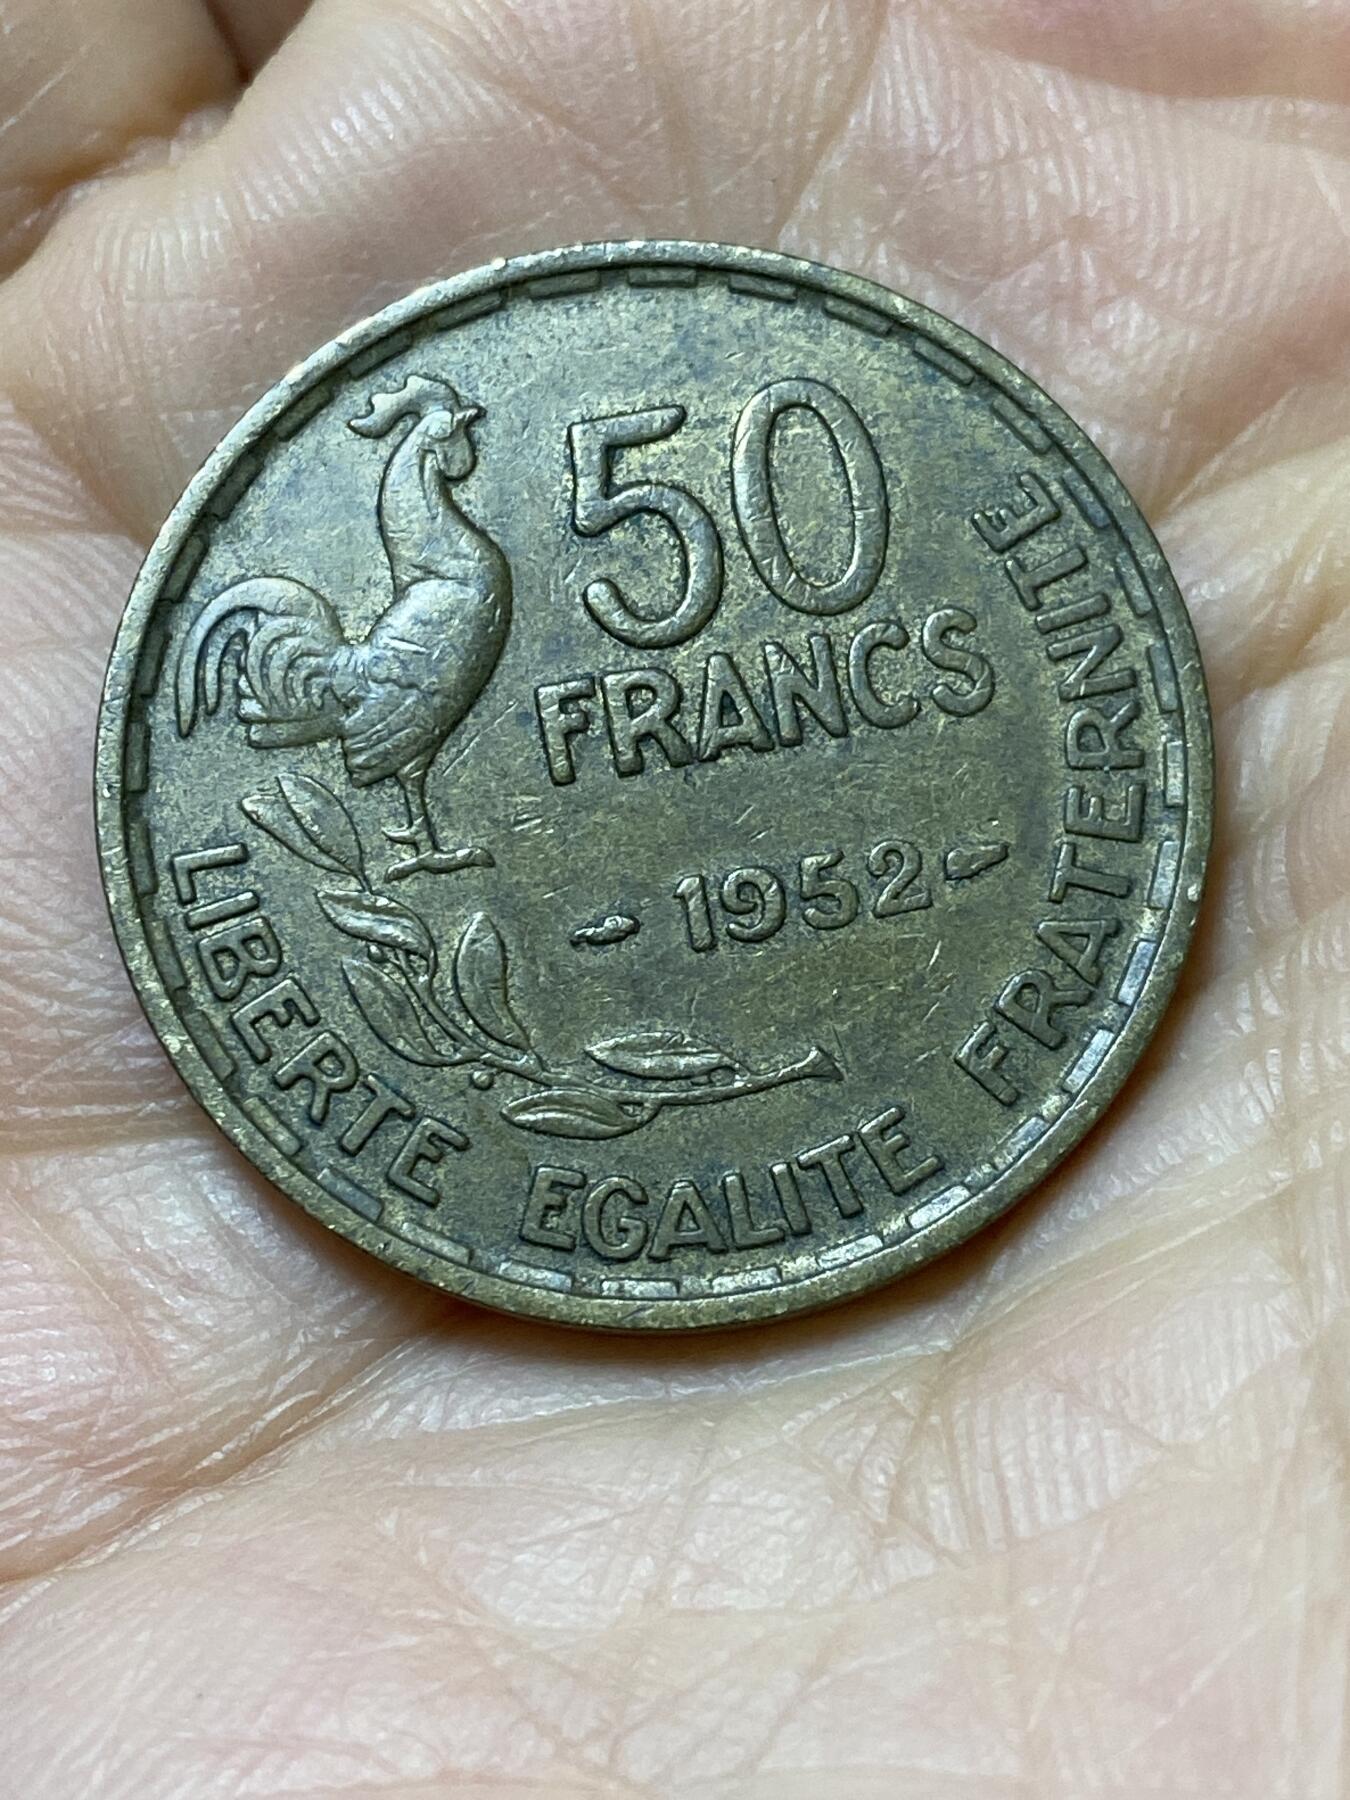 50
FRANCS
1952
LIBERTE EGALITE FRATERNITE